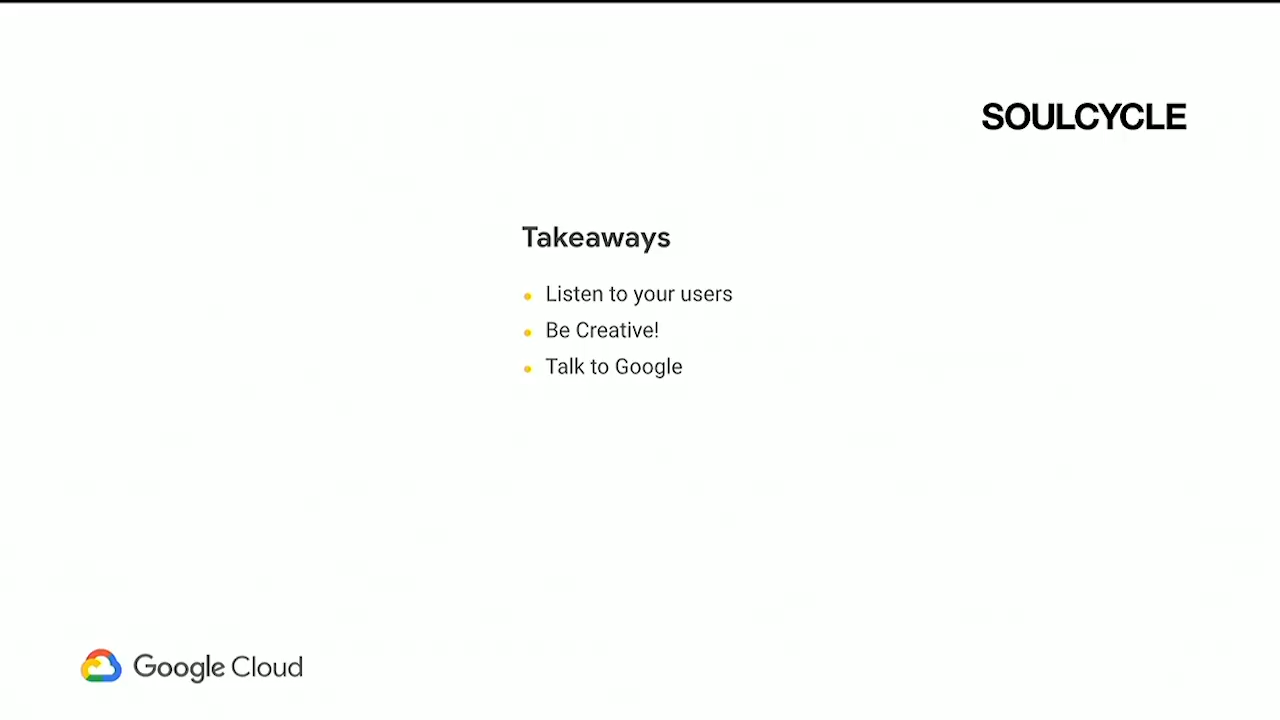 SOULCYCLE
Takeaways
Listen to your users
Be Creative!
Talk to Google
Google Cloud